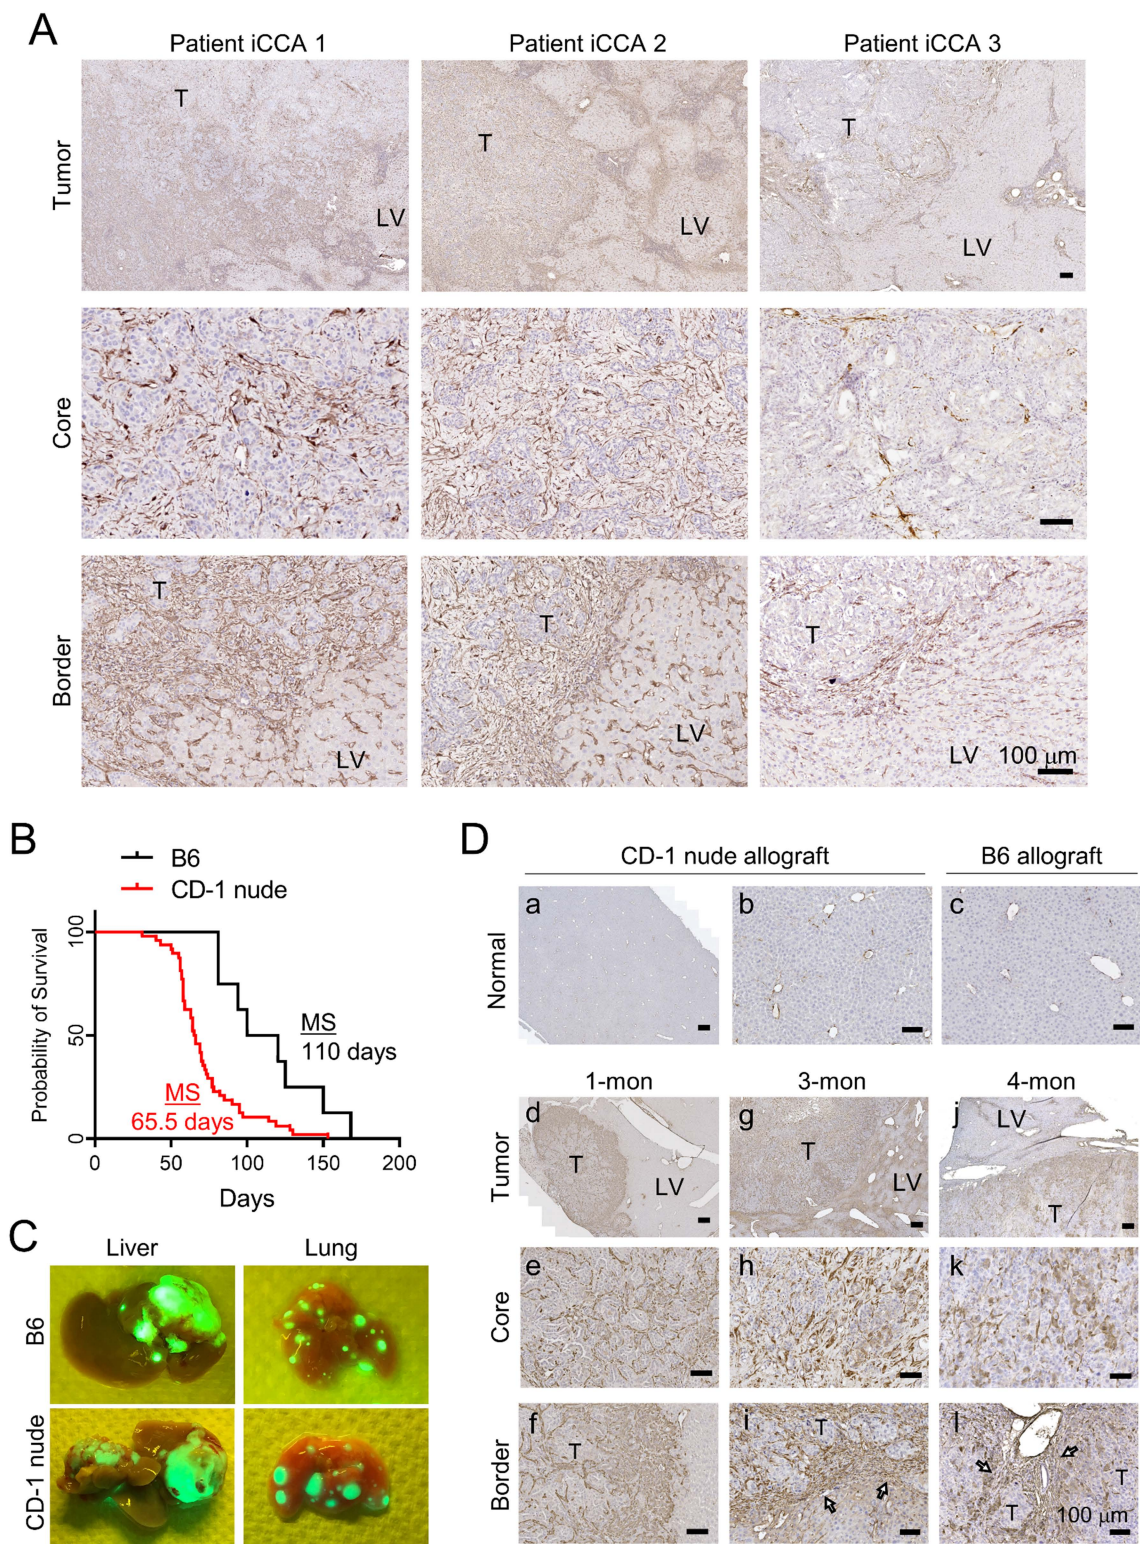 A
Patient iCCA 1
Patient iCCA 2
Patient iCCA 3
Tumor
T
LV
T
LV
T
LV
Core
Border
T
LV
T
LV
T
LV
100 μm
B
B6
CD-1 nude
Probability of Survival
100
50
0
MS
110 days
MS
65.5 days
0
50
100
150
200
Days
C
Liver
Lung
B6
CD-1 nude
D
CD-1 nude allograft
B6 allograft
Normal
a
b
c
1-mon
3-mon
4-mon
Tumor
d
T
LV
g
T
LV
j
LV
T
Core
e
h
k
Border
f
T
i
T
l
T
T
100 μm